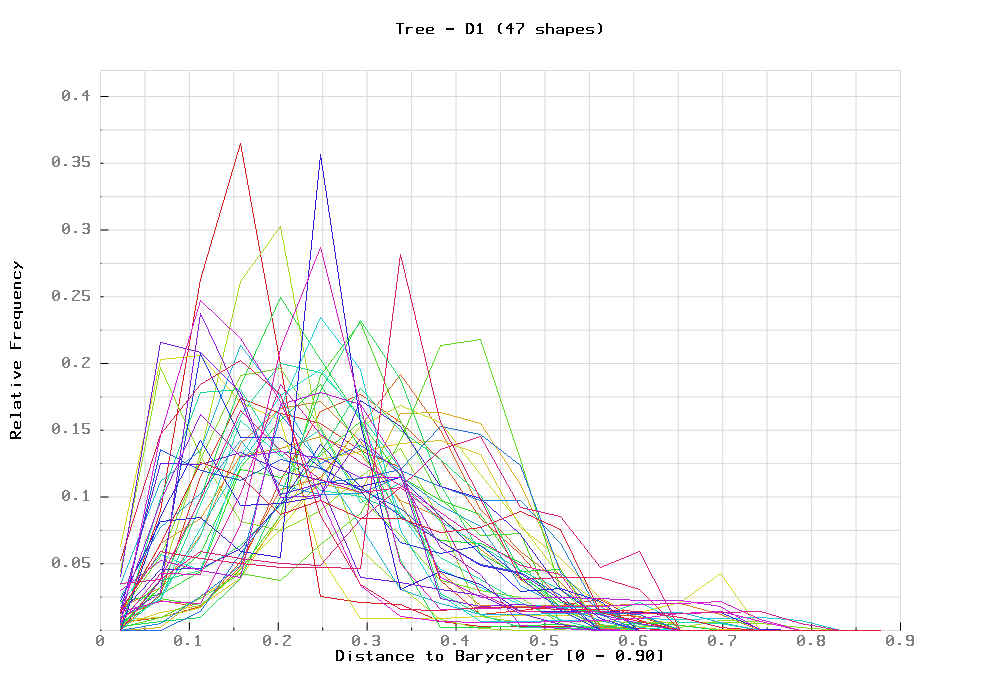 Tree - D1 (47 shapes)
0.4
0.35
0.3
0.25
0.2
0.15
0.1
0.05
Relative Frequency
0 0.1 0.2 0.3 0.4 0.5 0.6 0.7 0.8 0.9
Distance to Barycenter [0 - 0.90]